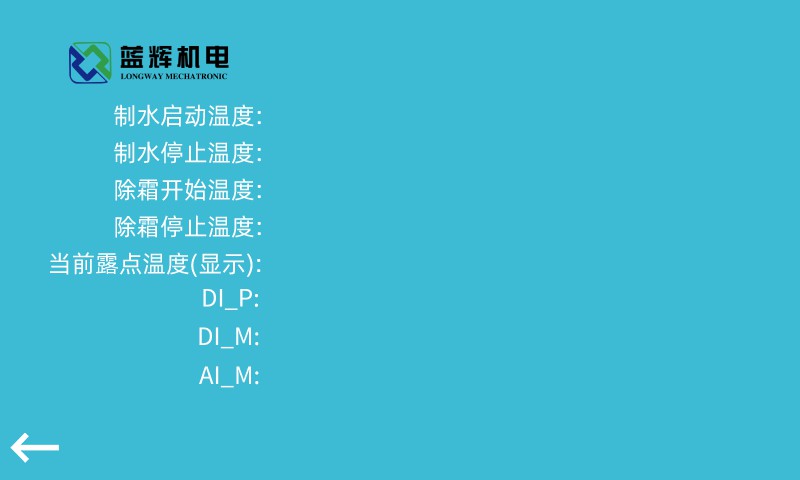 蓝辉机电
LONGWAY MECHATRONIC
制水启动温度:
制水停止温度:
除霜开始温度:
除霜停止温度:
当前露点温度(显示):
DI_P:
DI_M:
AI_M: